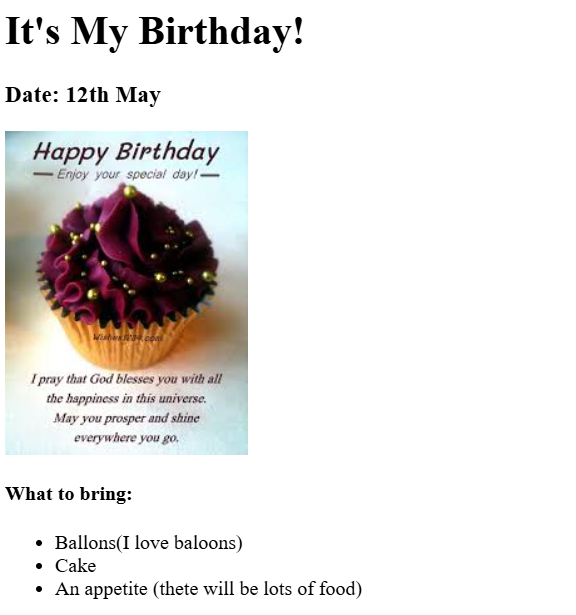 It's My Birthday!
Date: 12th May
Happy Birthday
Enjoy your special day!
Wishes1234.com
I pray that God blesses you with all
the happiness in this universe.
May you prosper and shine
everywhere you go.
What to bring:
Ballons(I love baloons)
Cake
An appetite (thete will be lots of food)